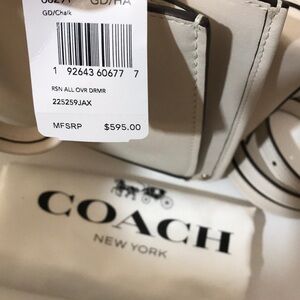 GD/HA
GD/Chalk
1 92643 60677 7
RSN ALL OVR DRMR
225259JAX
MFSRP $595.00
COACH
NEW YORK